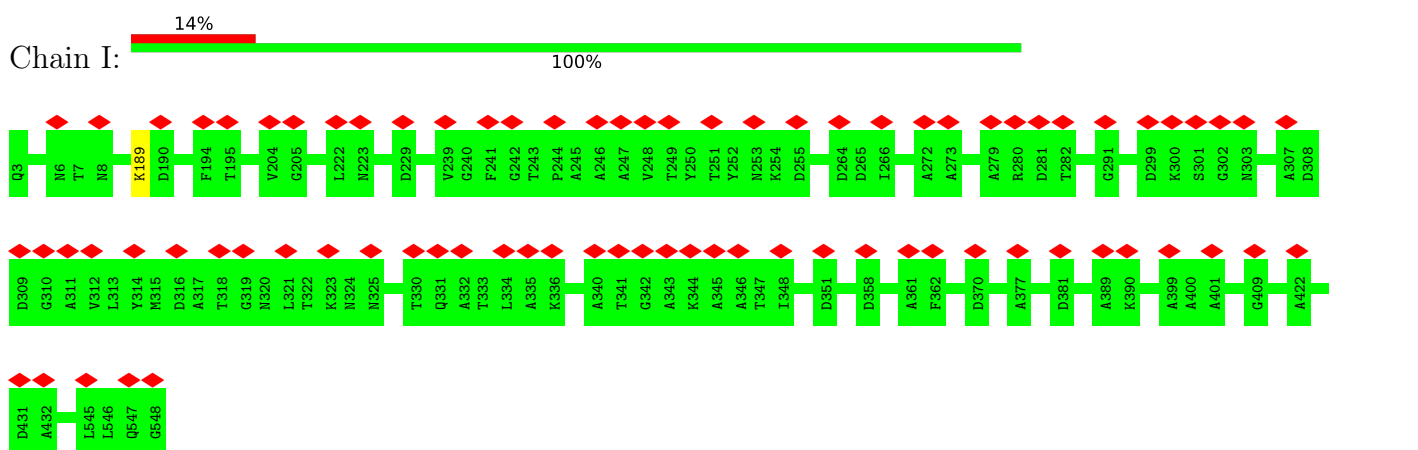 14%
Chain I:
100%
Q3 N6 T7 N8 K189 D190 F194 T195 V204 G205 L222 N223 D229 V239 G240 F241 G242 T243 P244 A245 A246 A247 V248 T249 Y250 T251 Y252 N253 K254 D255 D264 D265 I266 A272 A273 A279 R280 D281 T282 G291 D299 K300 S301 G302 N303 A307 D308
D309 G310 A311 V312 L313 Y314 M315 D316 A317 T318 G319 N320 L321 T322 K323 N324 N325 T330 Q331 A332 T333 L334 A335 K336 A340 T341 G342 A343 K344 A345 A346 T347 I348 D351 D358 A361 F362 D370 A377 D381 A389 K390 A399 A400 A401 G409 A422
D431 A432 L545 L546 Q547 G548